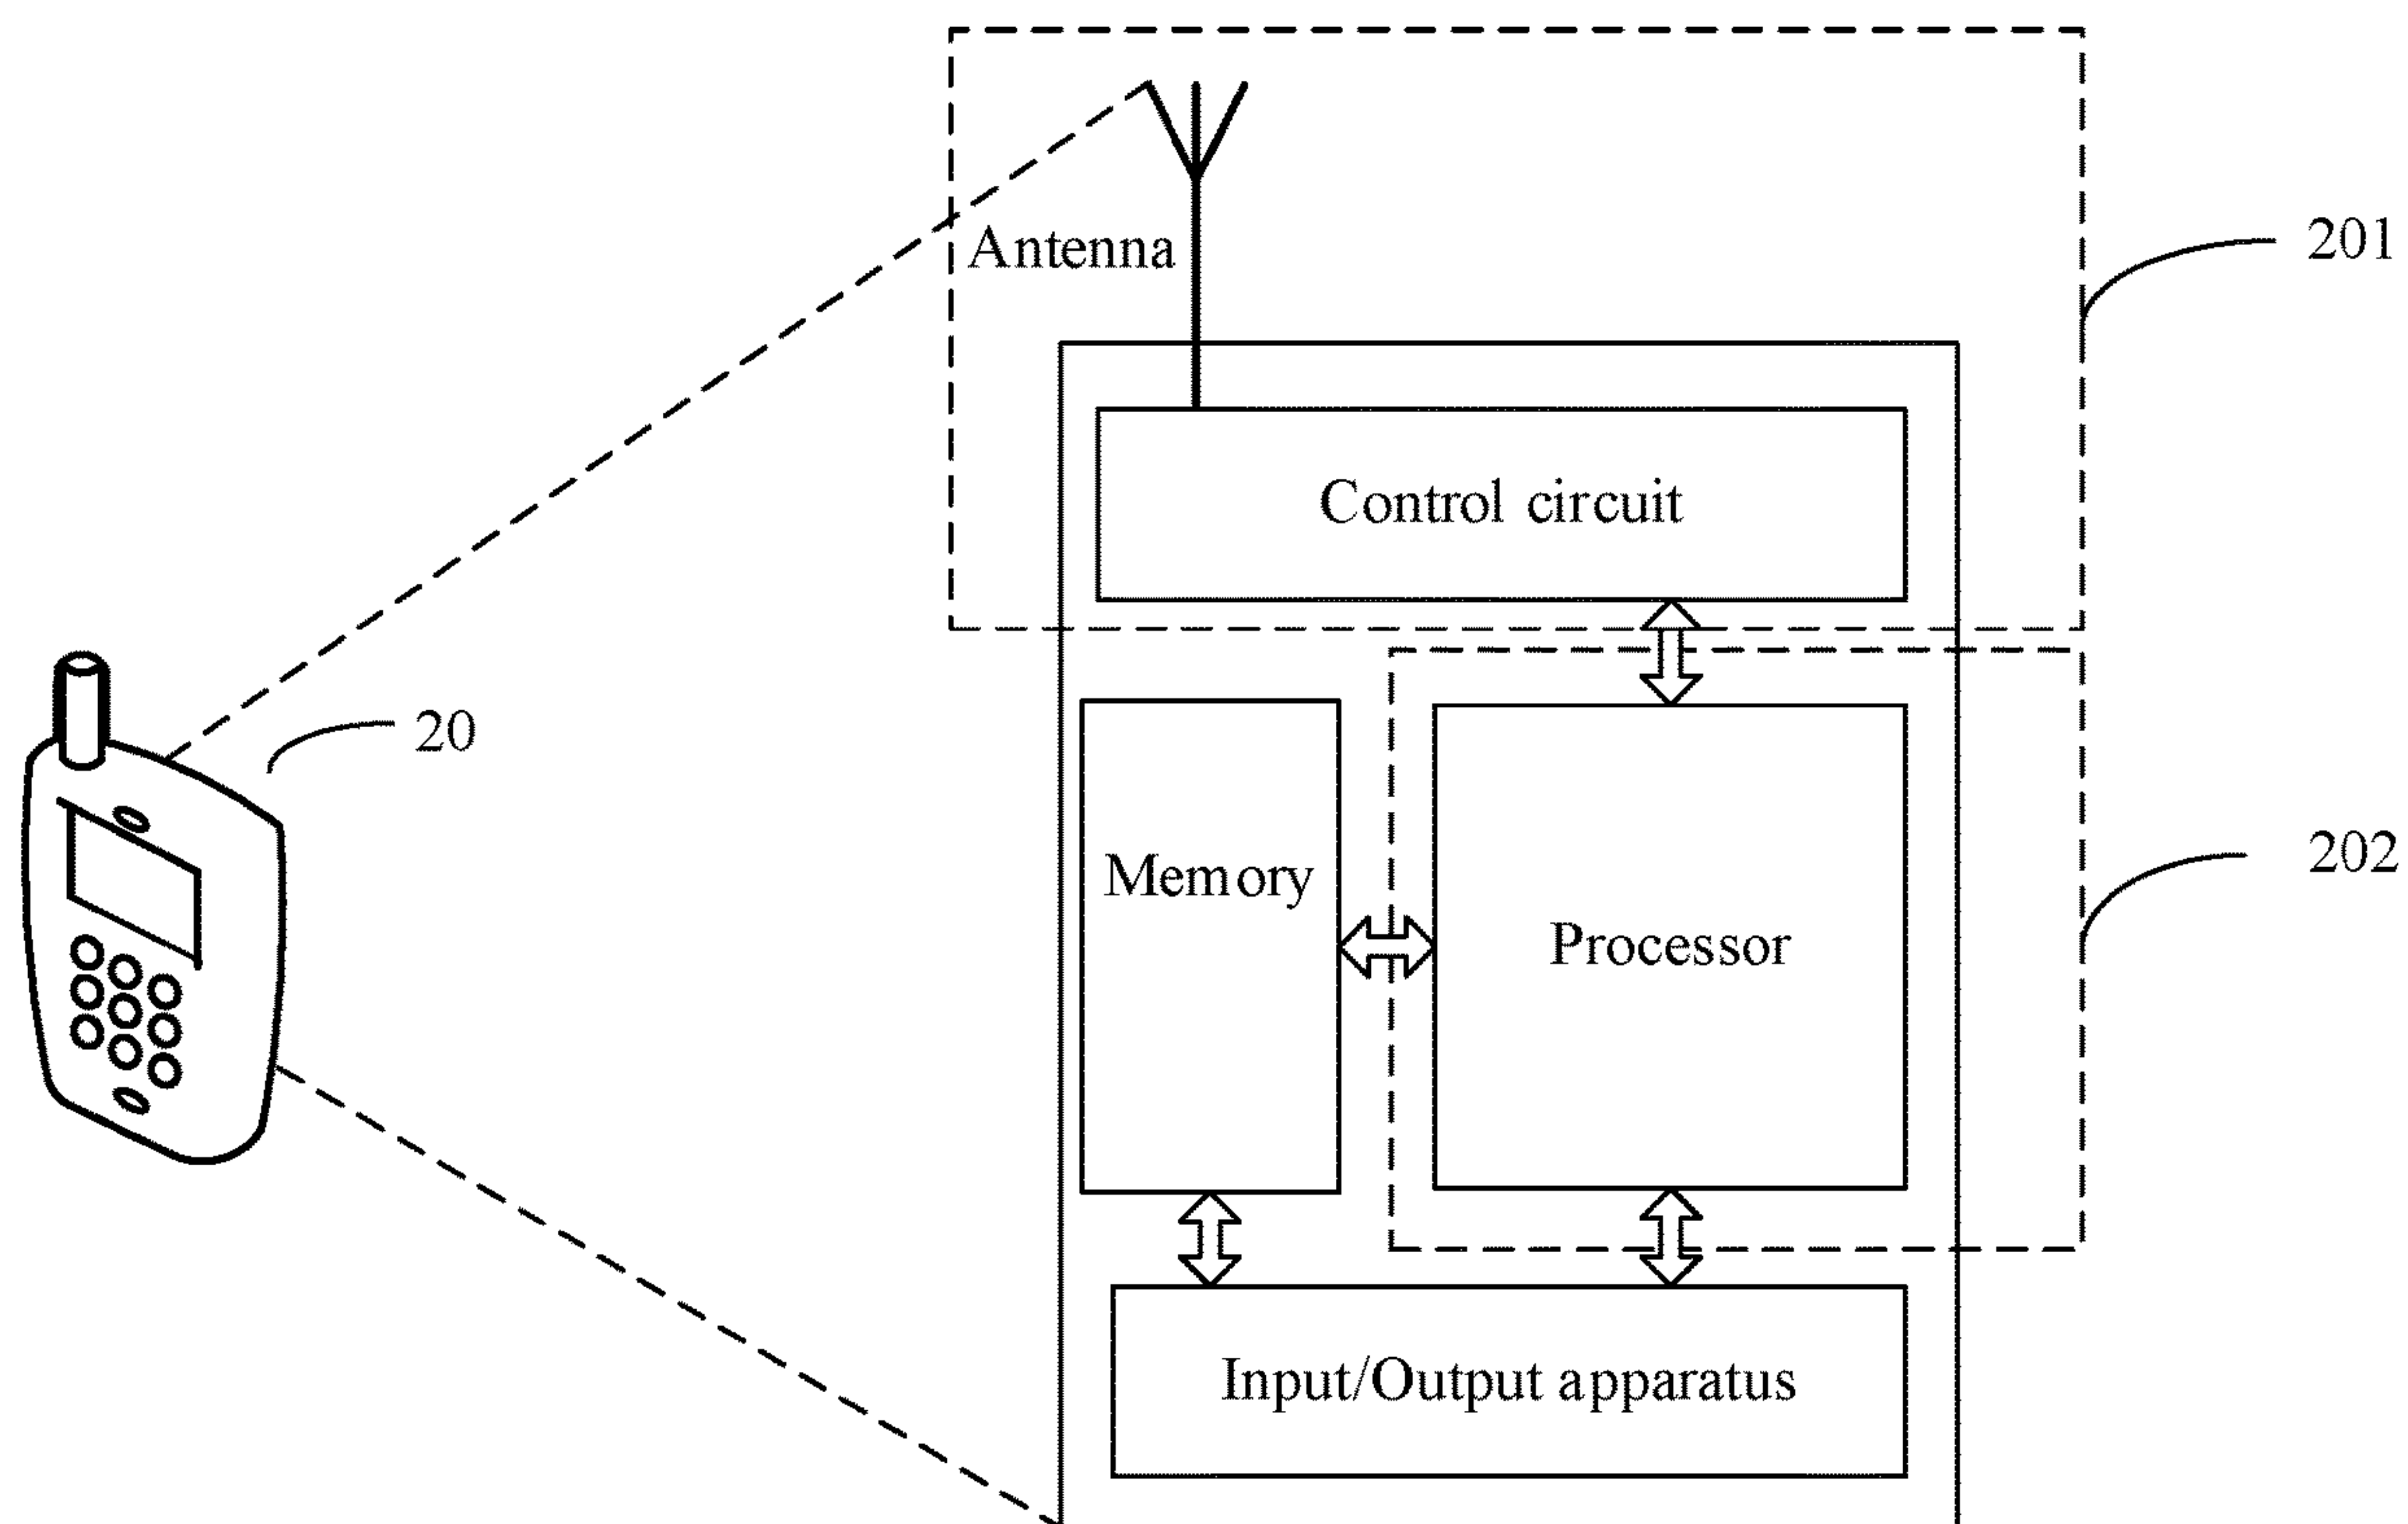 201
Antenna
Control circuit
20
202
Memory
Processor
Input/Output apparatus